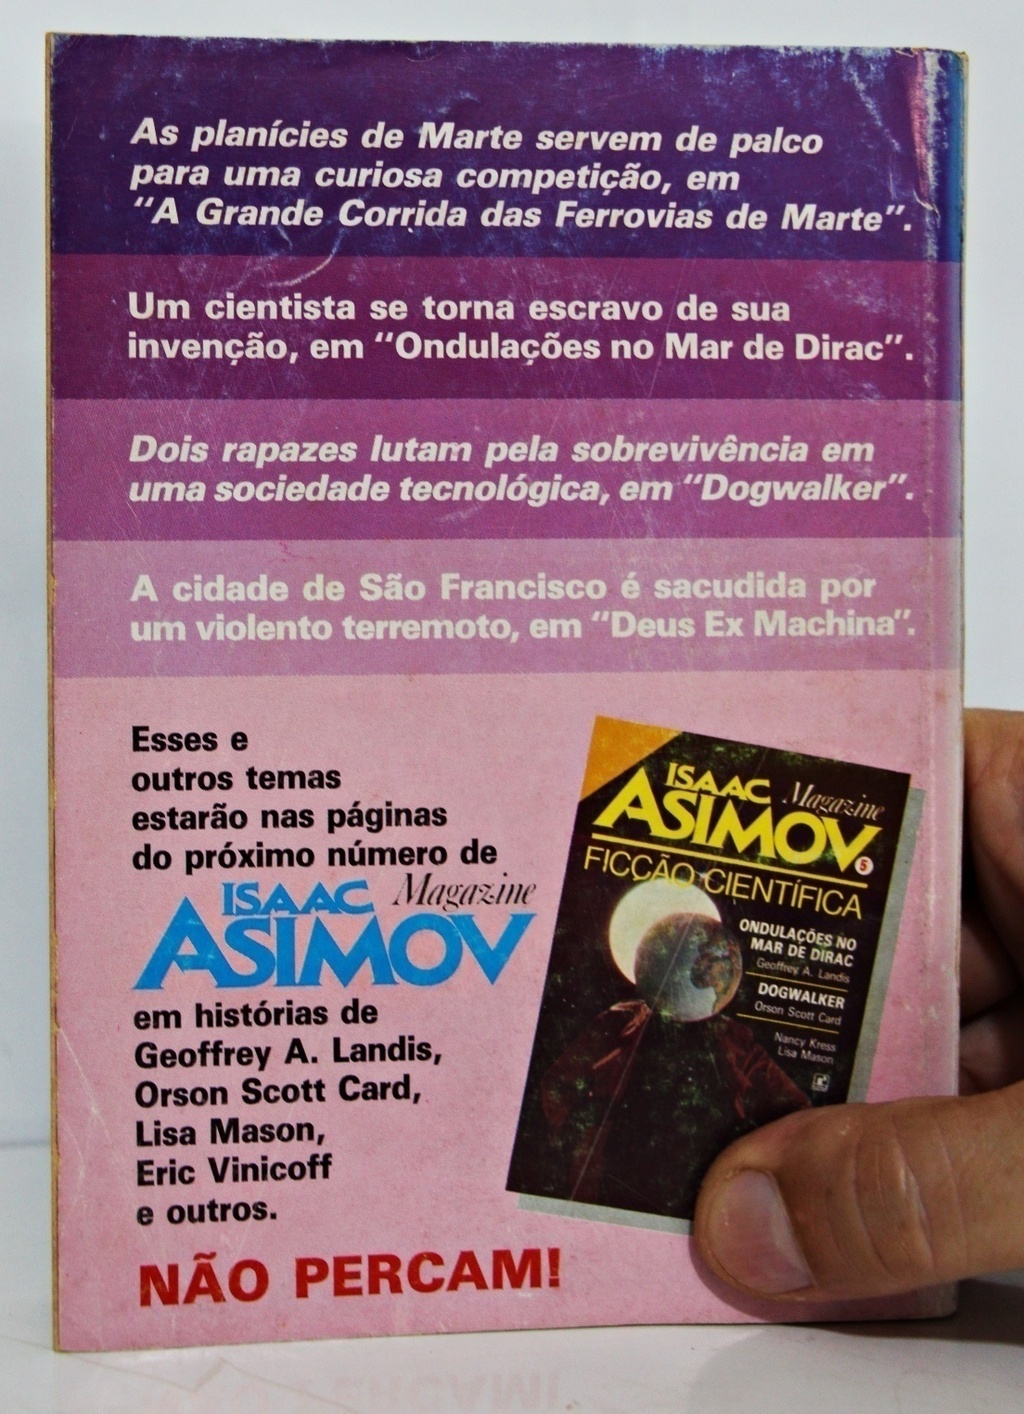 As planícies de Marte servem de palco
para uma curiosa competição, em
"A Grande Corrida das Ferrovias de Marte".
Um cientista se torna escravo de sua
invenção, em "Ondulações no Mar de Dirac".
Dois rapazes lutam pela sobrevivência em
uma sociedade tecnológica, em "Dogwalker".
A cidade de São Francisco é sacudida por
um violento terremoto, em "Deus Ex Machina".
Esses e
outros temas
estarão nas páginas
do próximo número de
ISAAC Magazine
ASIMOV
em histórias de
Geoffrey A. Landis,
Orson Scott Card,
Lisa Mason,
Eric Vinicoff
e outros.
NÃO PERCAM!
ISAAC Magazine
ASIMOV
5
FICÇÃO CIENTÍFICA
ONDULAÇÕES NO
MAR DE DIRAC
Geoffrey A. Landis
DOGWALKER
Orson Scott Card
Nancy Kress
Lisa Mason